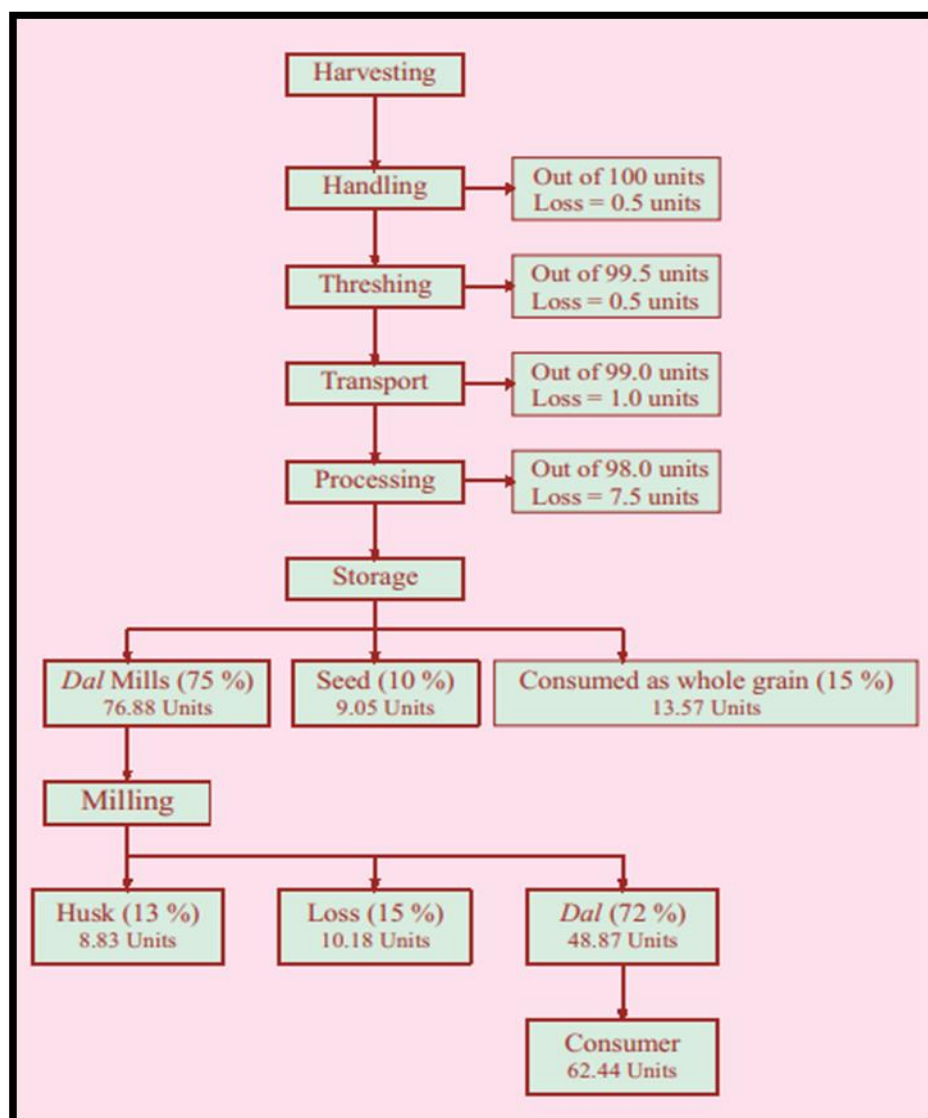 Harvesting
Handling
Out of 100 units
Loss = 0.5 units
Threshing
Out of 99.5 units
Loss = 0.5 units
Transport
Out of 99.0 units
Loss = 1.0 units
Processing
Out of 98.0 units
Loss = 7.5 units
Storage
Dal Mills (75 %)
76.88 Units
Seed (10 %)
9.05 Units
Consumed as whole grain (15 %)
13.57 Units
Milling
Husk (13 %)
8.83 Units
Loss (15 %)
10.18 Units
Dal (72 %)
48.87 Units
Consumer
62.44 Units